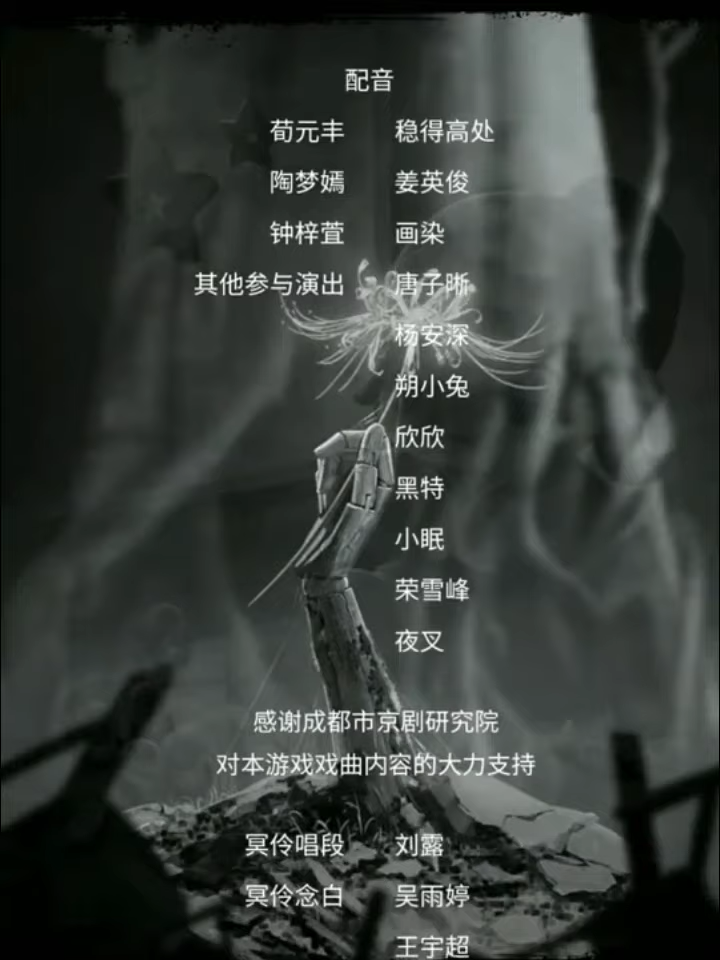 配音
荀元丰 稳得高处
陶梦嫣 姜英俊
钟梓萱 画染
其他参与演出 唐子晰
杨安深
朔小兔
欣欣
黑特
小眠
荣雪峰
夜叉
感谢成都市京剧研究院
对本游戏戏曲内容的大力支持
冥伶唱段 刘露
冥伶念白 吴雨婷
王宇超